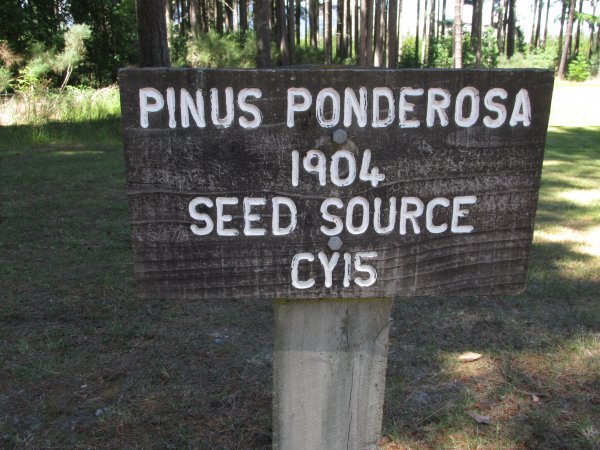 PINUS PONDEROSA
1904
SEED SOURCE
CY15